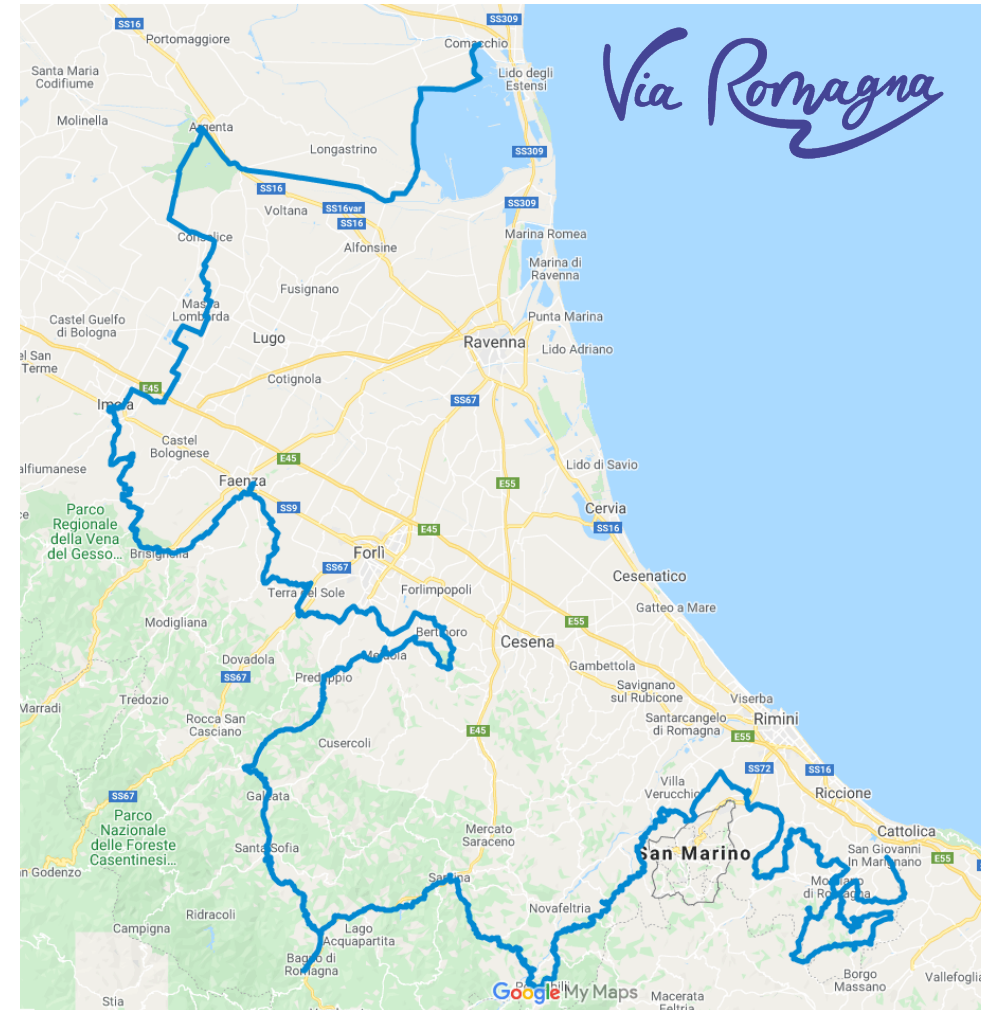 SS309
SS16
Comacchio
Portomaggiore
Via Romagna
Santa Maria
Codifiume
Lido degli
Estensi
Molinella
Argenta
Longastrino
SS309
SS16
SS16var
SS309
Voltana
SS16
Conselice
Alfonsine
Marina Romea
Marina di
Ravenna
Fusignano
Massa
Lombarda
Castel Guelfo
di Bologna
Punta Marina
Lugo
Ravenna
Lido Adriano
el San
Terme
Cotignola
E45
SS67
Imola
Castel
Bolognese
E45
Lido di Savio
alfiumanese
Faenza
E55
Parco
Regionale
della Vena
del Gesso...
SS9
Cervia
SS16
E45
Brisighella
Forlì
SS67
Cesenatico
Terra del Sole
Forlimpopoli
Gatteo a Mare
Modigliana
E55
Bertinoro
Cesena
Dovadola
Meldola
Gambettola
SS67
Predappio
Savignano
sul Rubicone
Marradi
Tredozio
Viserba
Rocca San
Casciano
Santarcangelo
di Romagna
Rimini
E45
E55
Cusercoli
SS72
SS16
Villa
Verucchio
Riccione
SS67
Galeata
Parco
Nazionale
delle Foreste
Casentinesi...
Mercato
Saraceno
Cattolica
San Giovanni
In Marignano
E55
Santa Sofia
San Marino
n Godenzo
Sarsina
Morciano
di Romagna
Ridracoli
Novafeltria
Campigna
Lago
Acquapartita
Bagno di
Romagna
Borgo
Massano
Vallefoglia
Google My Maps
Stia
Macerata
Feltria